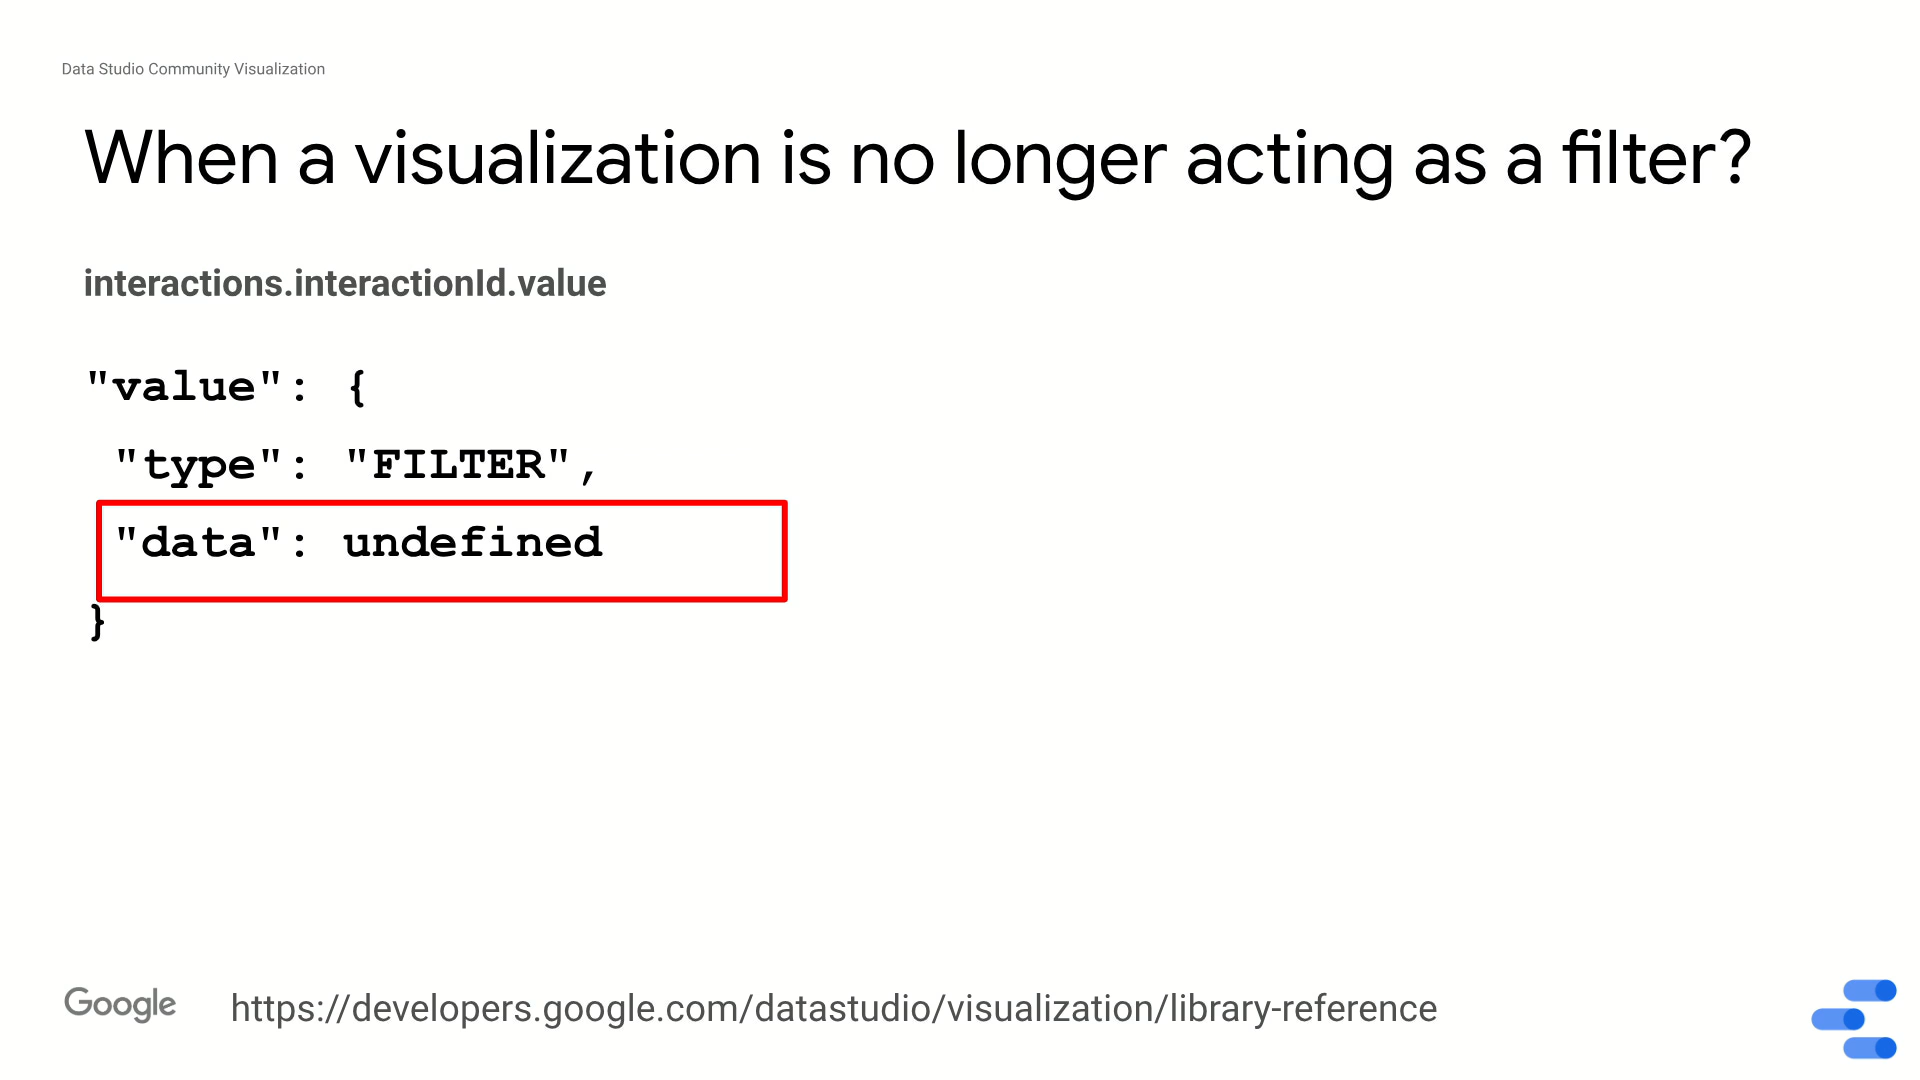 Data Studio Community Visualization
When a visualization is no longer acting as a filter?
interactions.interactionId.value
"value": {
"type": "FILTER",
"data": undefined
}
Google
https://developers.google.com/datastudio/visualization/library-reference